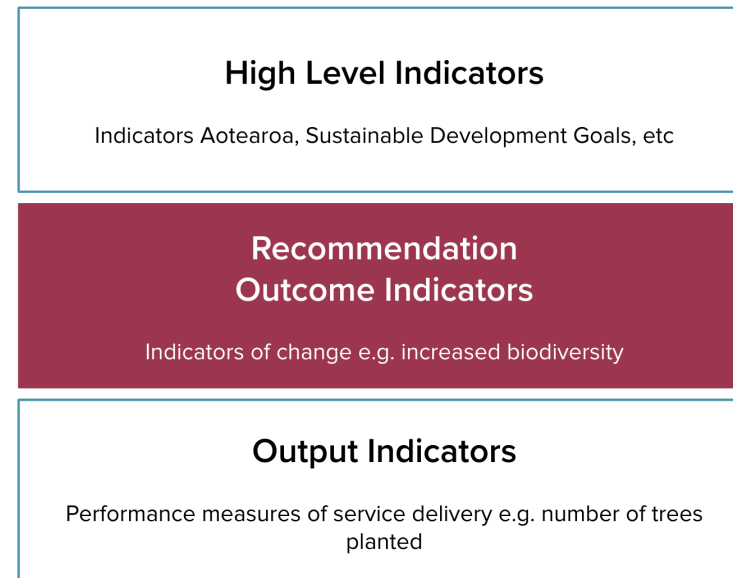 High Level Indicators
Indicators Aotearoa, Sustainable Development Goals, etc
Recommendation
Outcome Indicators
Indicators of change e.g. increased biodiversity
Output Indicators
Performance measures of service delivery e.g. number of trees
planted